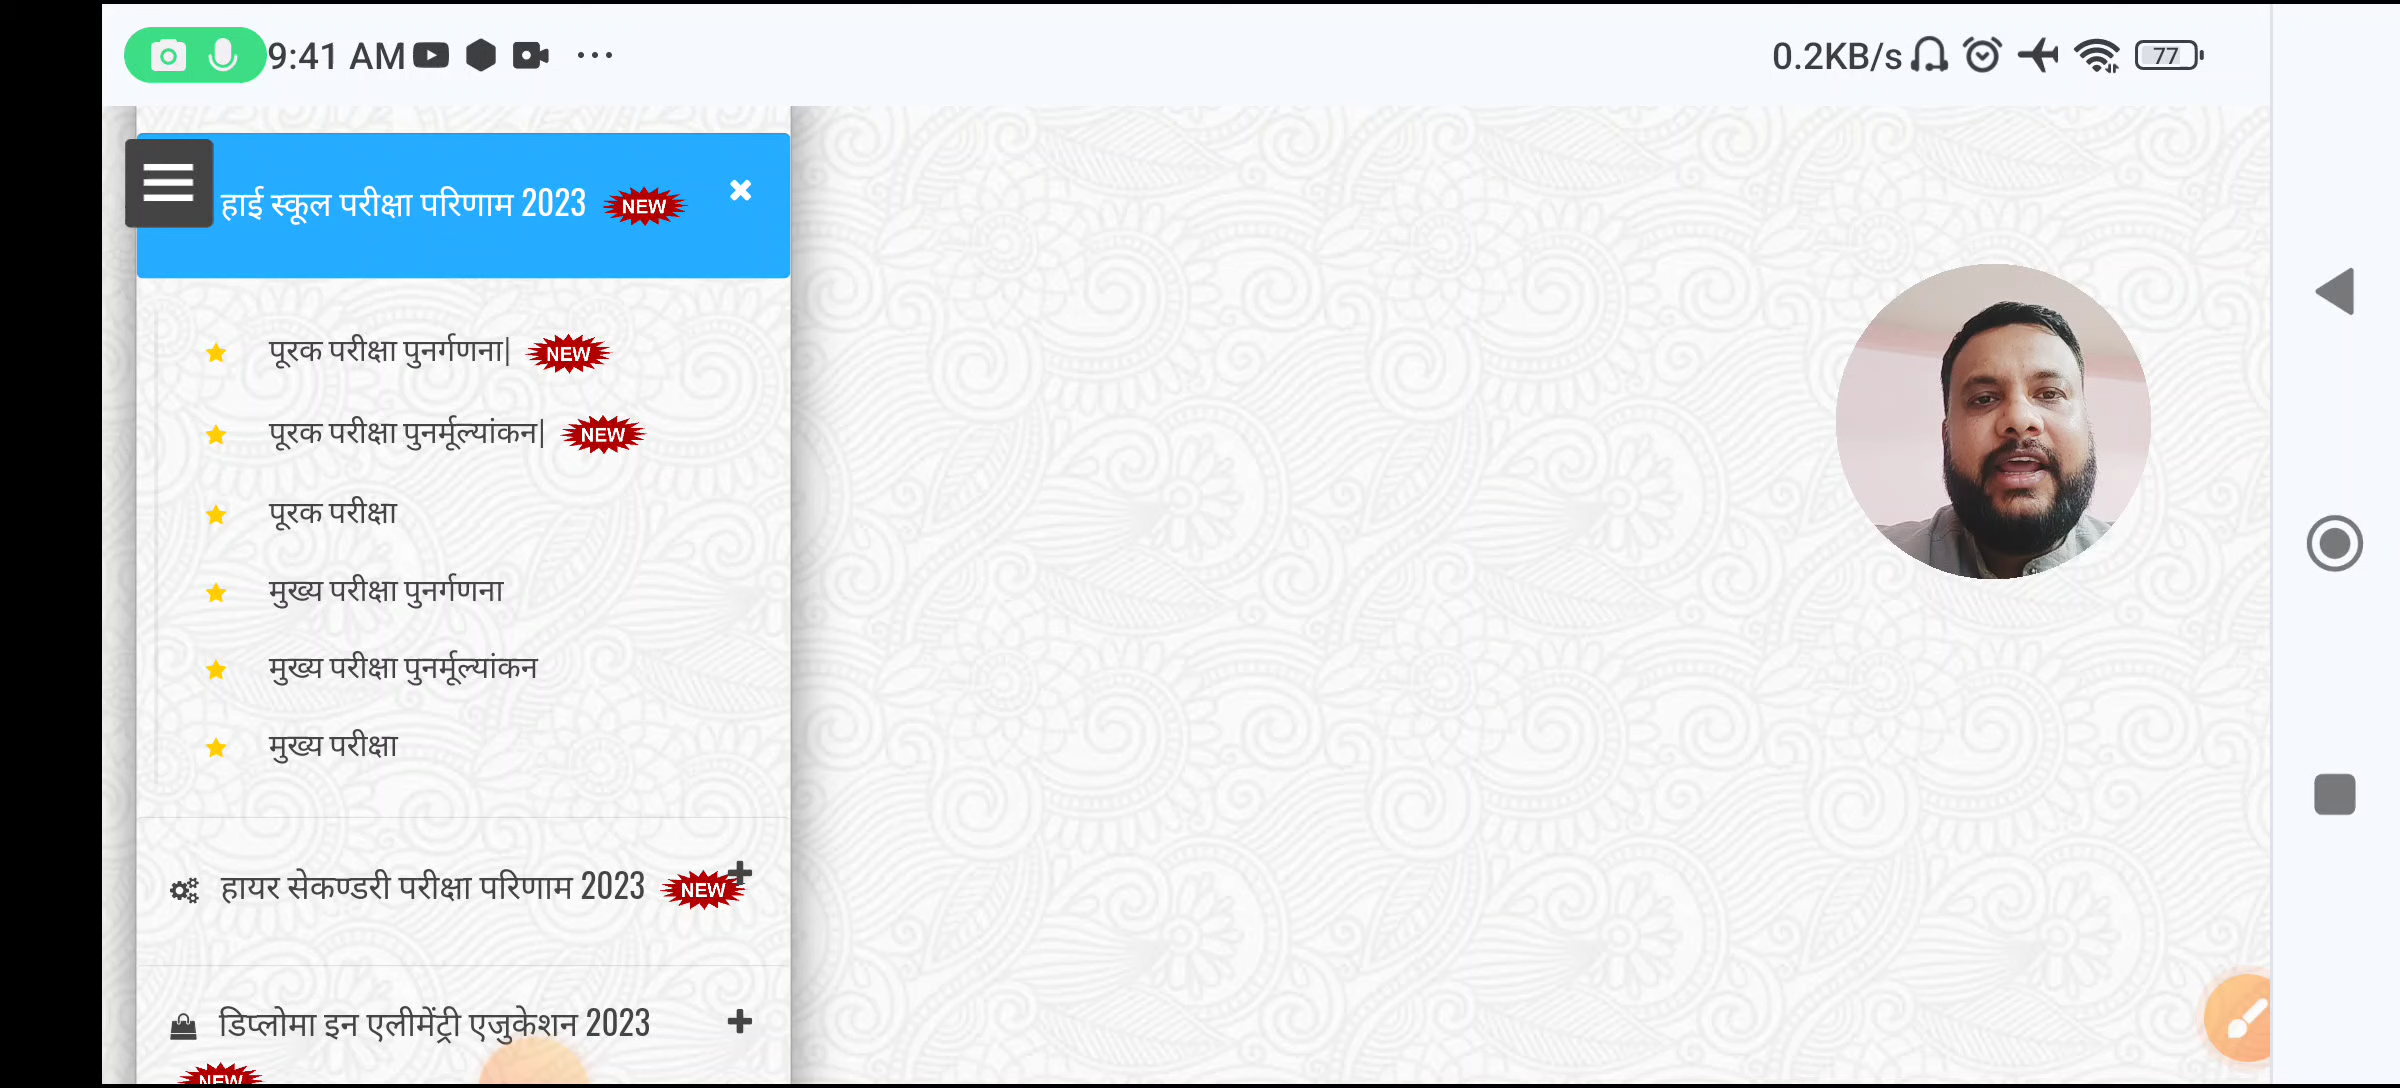 9:41 AM ...
0.2KB/s 77
हाई स्कूल परीक्षा परिणाम 2023 NEW
पूरक परीक्षा पुनर्गणना| NEW
पूरक परीक्षा पुनर्मूल्यांकन| NEW
पूरक परीक्षा
मुख्य परीक्षा पुनर्गणना
मुख्य परीक्षा पुनर्मूल्यांकन
मुख्य परीक्षा
हायर सेकण्डरी परीक्षा परिणाम 2023 NEW
डिप्लोमा इन एलीमेंट्री एजुकेशन 2023
NEW